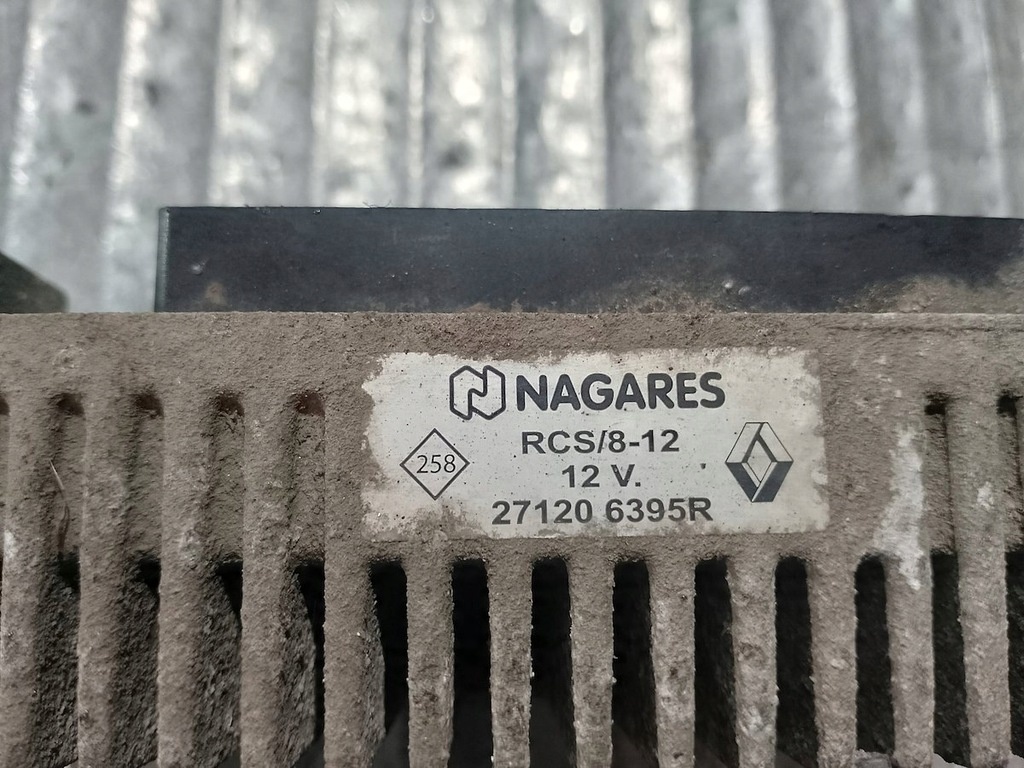 NAGARES
RCS/8-12
258
12 V.
27120 6395R